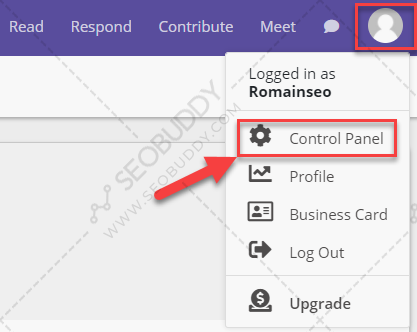 Read Respond Contribute Meet
Logged in as
Romainseo
Control Panel
Profile
Business Card
Log Out
Upgrade
SEOBUDDY
WWW.SEOBUDDY.COM